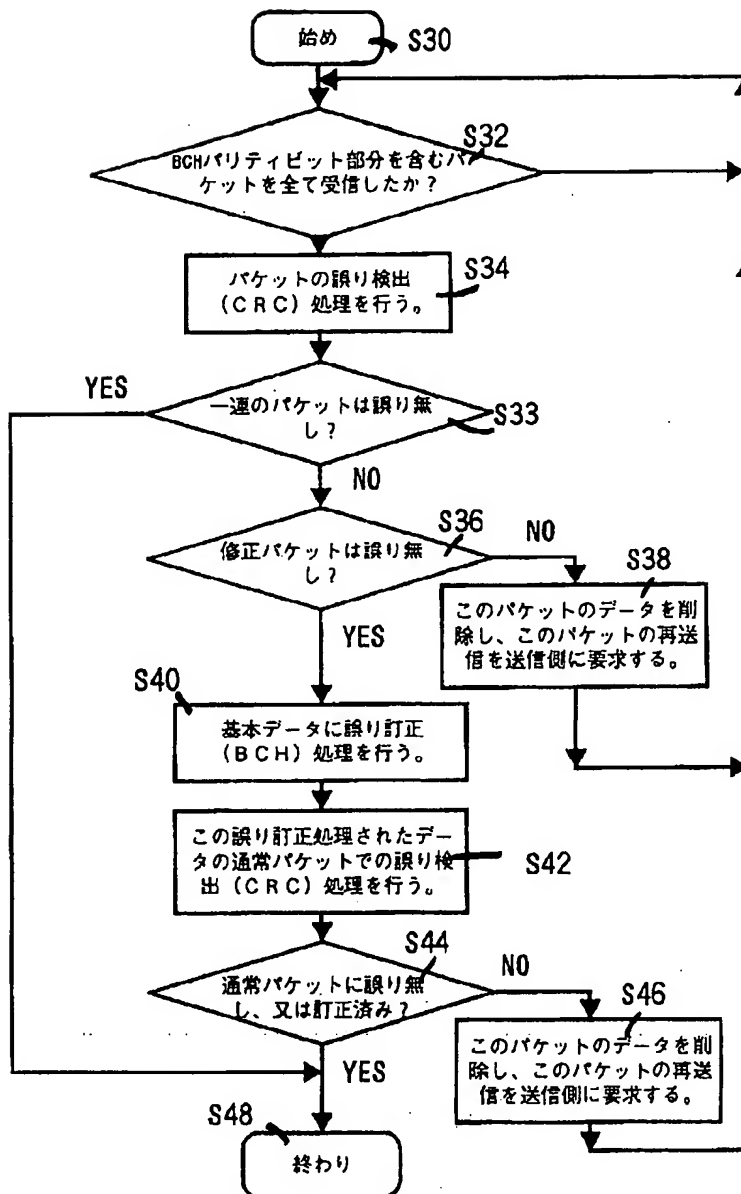 始め
S30
S32
BCHパリティビット部分を含むパ
ケットを全て受信したか？
S34
パケットの誤り検出
（CRC）処理を行う。
YES
一連のパケットは誤り無
し？
S33
NO
S36
NO
修正パケットは誤り無
し？
S38
このパケットのデータを削
除し、このパケットの再送
信を送信側に要求する。
YES
S40
基本データに誤り訂正
（BCH）処理を行う。
この誤り訂正処理されたデー
タの通常パケットでの誤り検
出（CRC）処理を行う。
S42
S44
NO
通常パケットに誤り無
し、又は訂正済み？
S46
このパケットのデータを削
除し、このパケットの再送
信を送信側に要求する。
YES
S48
終わり